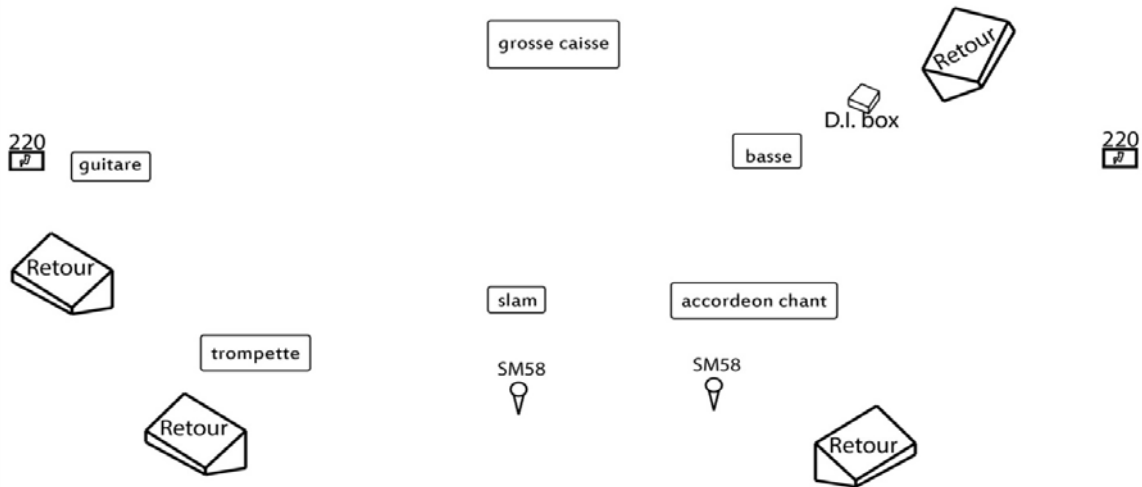 grosse caisse
Retour
D.I. box
220
guitare
basse
220
Retour
slam
accordeon chant
trompette
SM58
SM58
Retour
Retour